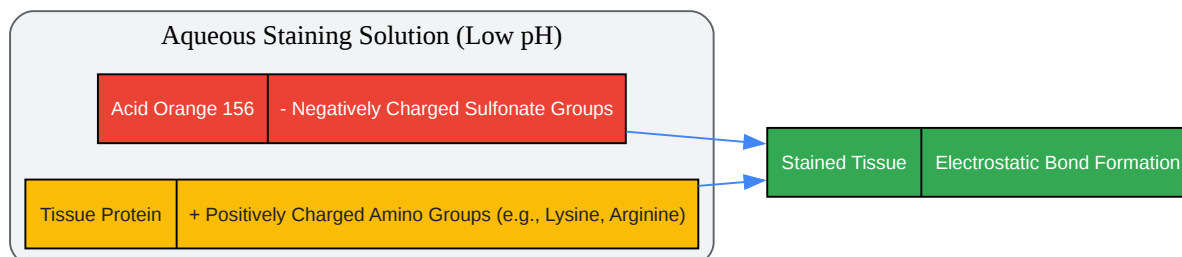 Aqueous Staining Solution (Low pH)
Acid Orange 156
- Negatively Charged Sulfonate Groups
Tissue Protein
+ Positively Charged Amino Groups (e.g., Lysine, Arginine)
Stained Tissue
Electrostatic Bond Formation